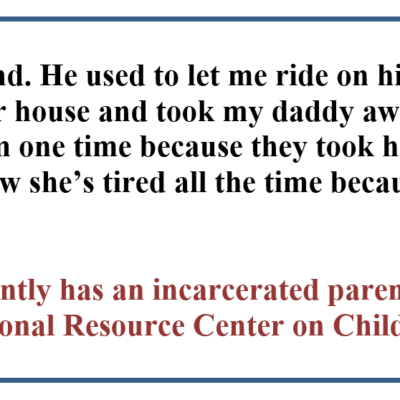 nd. He used to let me ride on hi
r house and took my daddy aw
n one time because they took h
w she’s tired all the time becau
ntly has an incarcerated paren
onal Resource Center on Child